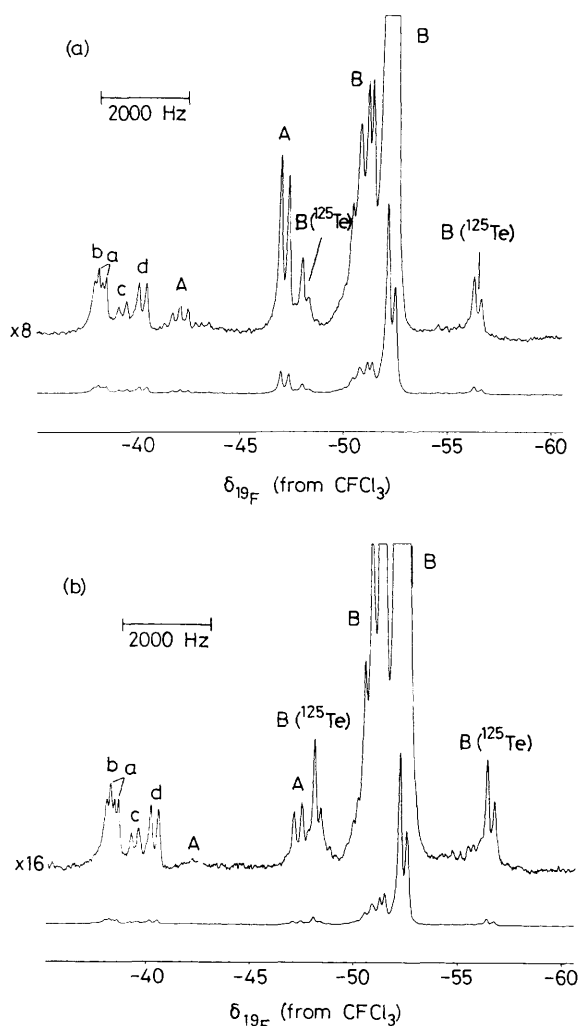 (a)
2000 Hz
B
B
A
B (¹²⁵Te)
B (¹²⁵Te)
b a
c
d
A
x8
-40 -45 -50 -55 -60
δ₁₉F (from CFCl₃)
(b)
2000 Hz
B
B
B (¹²⁵Te)
B (¹²⁵Te)
A
b a
c
d
A
x16
-40 -45 -50 -55 -60
δ₁₉F (from CFCl₃)